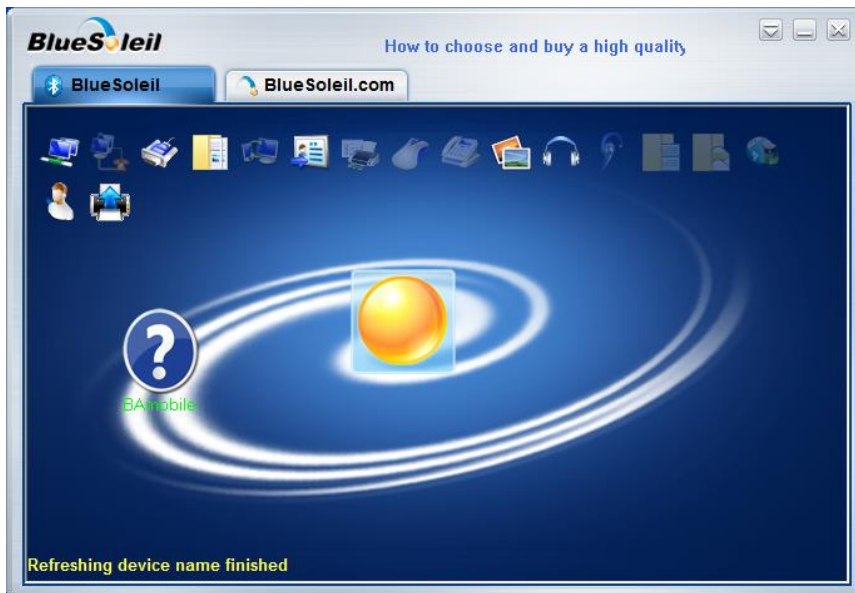 BlueSoleil
How to choose and buy a high quality
BlueSoleil
BlueSoleil.com
?
BAmobile
Refreshing device name finished